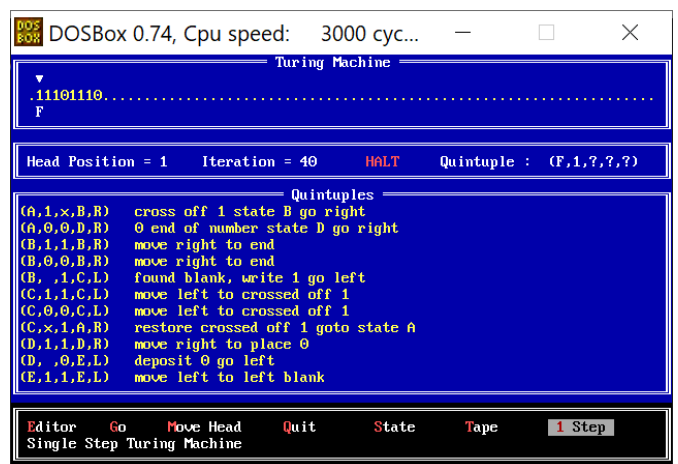 DOSBox 0.74, Cpu speed: 3000 cyc...
Turing Machine
.11101110......................................................................
F
Head Position = 1 Iteration = 40 HALT Quintuple : (F,1,?,?,?)
Quintuples
(A,1,x,B,R) cross off 1 state B go right
(A,0,0,D,R) 0 end of number state D go right
(B,1,1,B,R) move right to end
(B,0,0,B,R) move right to end
(B, ,1,C,L) found blank, write 1 go left
(C,1,1,C,L) move left to crossed off 1
(C,0,0,C,L) move left to crossed off 1
(C,x,1,A,R) restore crossed off 1 goto state A
(D,1,1,D,R) move right to place 0
(D, ,0,E,L) deposit 0 go left
(E,1,1,E,L) move left to left blank
Editor Go Move Head Quit State Tape 1 Step
Single Step Turing Machine